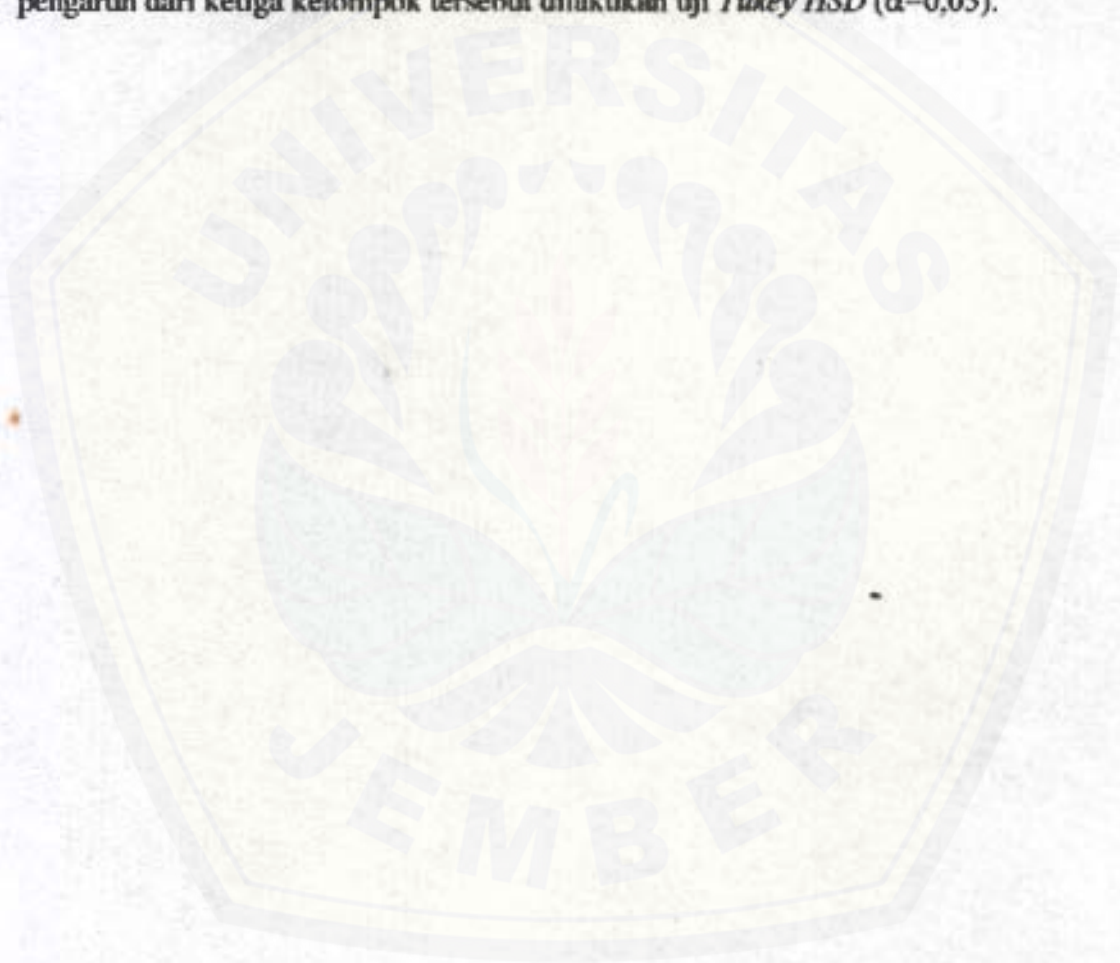 pengaruh dari ketiga kelompok tersebut dilakukan uji Tukey HSD (α=0,05).
UNIVERSITAS
JEMBER